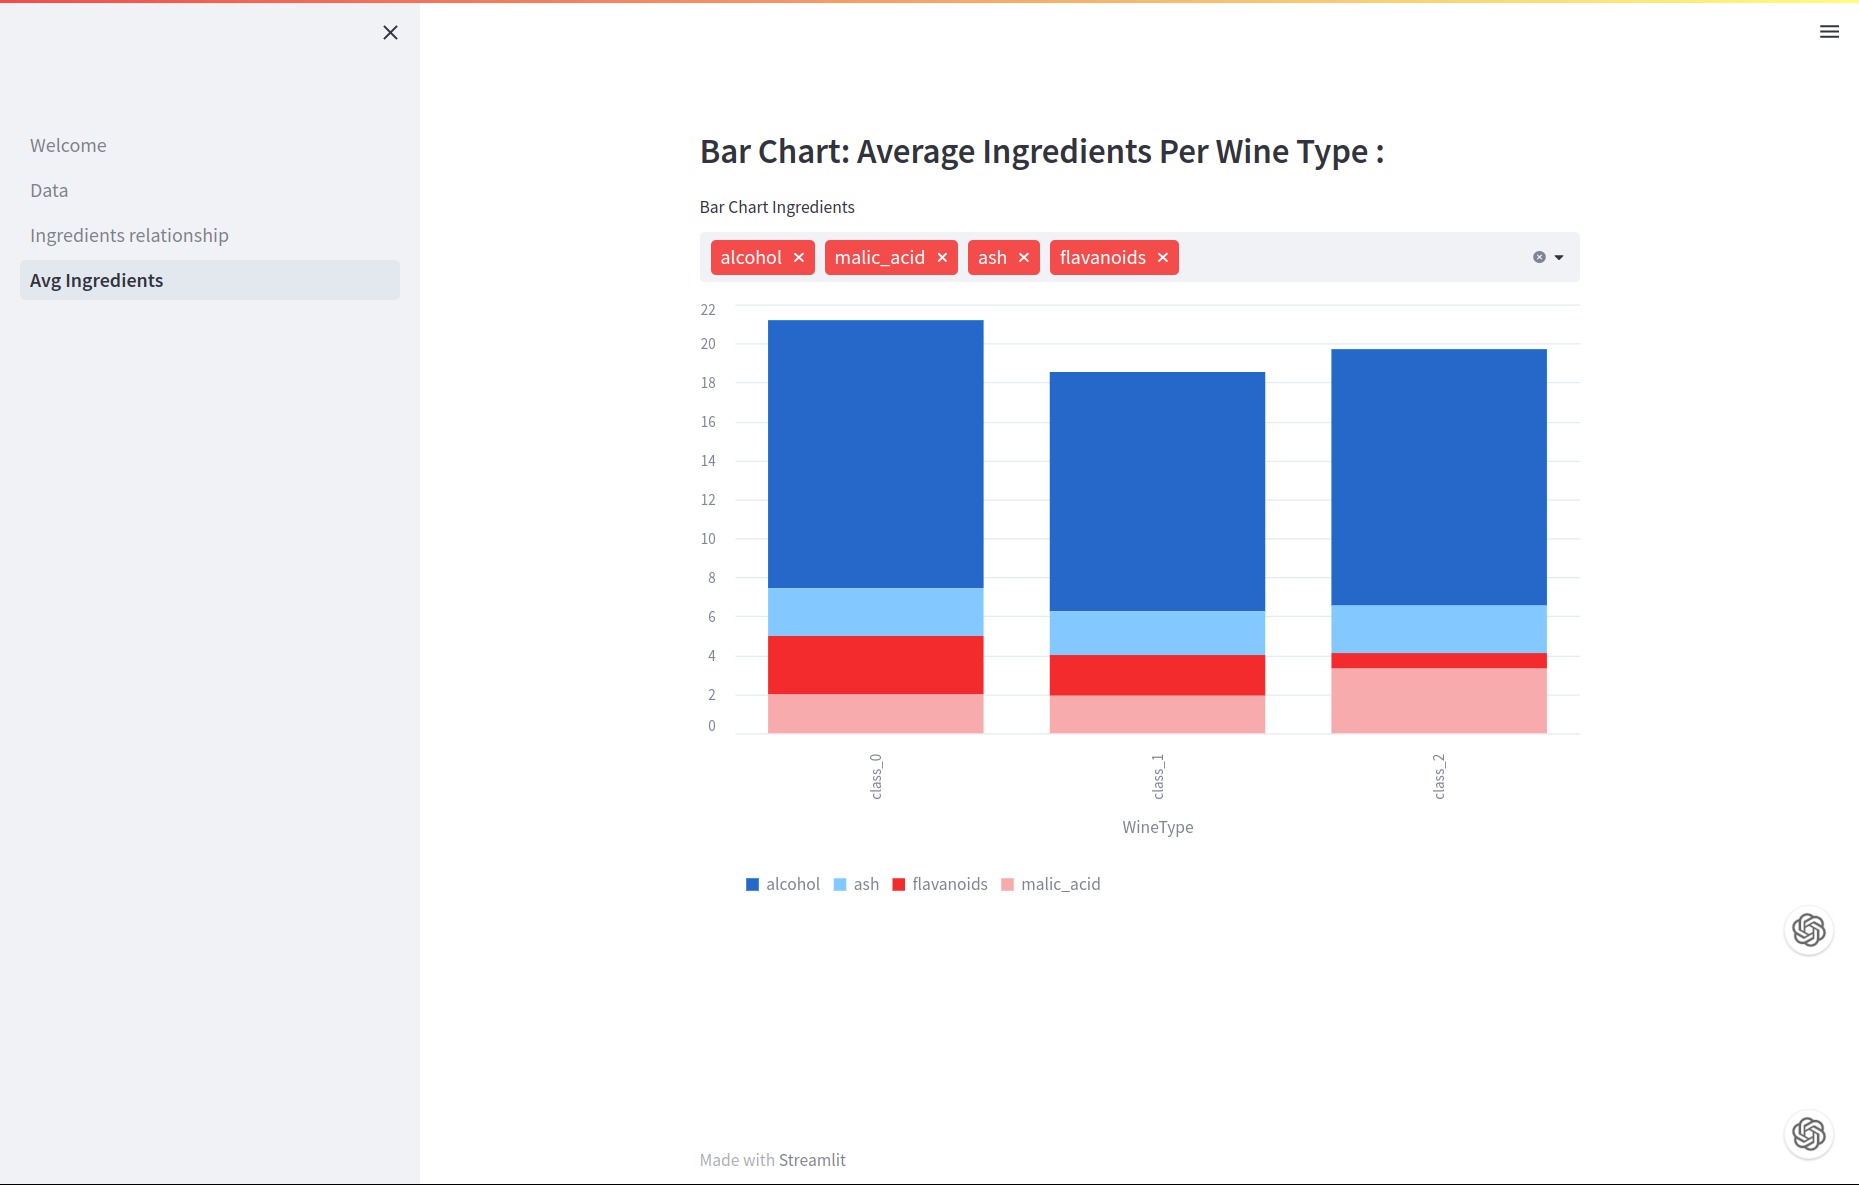 Welcome
Data
Ingredients relationship
Avg Ingredients
Bar Chart: Average Ingredients Per Wine Type :
Bar Chart Ingredients
alcohol malic_acid ash flavanoids
22
20
18
16
14
12
10
8
6
4
2
0
class_0 class_1 class_2
WineType
alcohol ash flavanoids malic_acid
Made with Streamlit